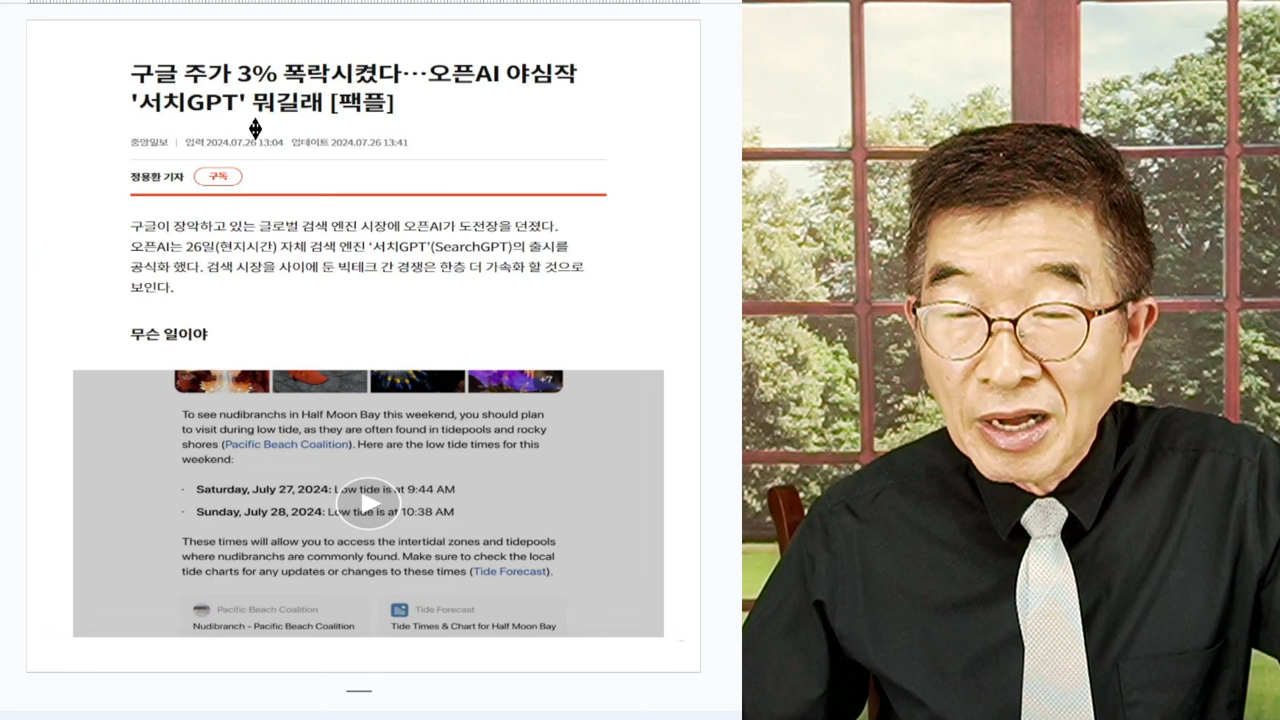 구글 주가 3% 폭락시켰다…오픈AI 야심작
'서치GPT' 뭐길래 [팩플]
중앙일보 | 입력 2024.07.26 13:04 업데이트 2024.07.26 13:41
정용환 기자 구독
구글이 장악하고 있는 글로벌 검색 엔진 시장에 오픈AI가 도전장을 던졌다.
오픈AI는 26일(현지시간) 자체 검색 엔진 ‘서치GPT’(SearchGPT)의 출시를
공식화 했다. 검색 시장을 사이에 둔 빅테크 간 경쟁은 한층 더 가속화 할 것으로
보인다.
무슨 일이야
+7
To see nudibranchs in Half Moon Bay this weekend, you should plan
to visit during low tide, as they are often found in tidepools and rocky
shores (Pacific Beach Coalition). Here are the low tide times for this
weekend:
· Saturday, July 27, 2024: Low tide is at 9:44 AM
· Sunday, July 28, 2024: Low tide is at 10:38 AM
These times will allow you to access the intertidal zones and tidepools
where nudibranchs are commonly found. Make sure to check the local
tide charts for any updates or changes to these times (Tide Forecast).
Pacific Beach Coalition
Nudibranch - Pacific Beach Coalition
Tide Forecast
Tide Times & Chart for Half Moon Bay